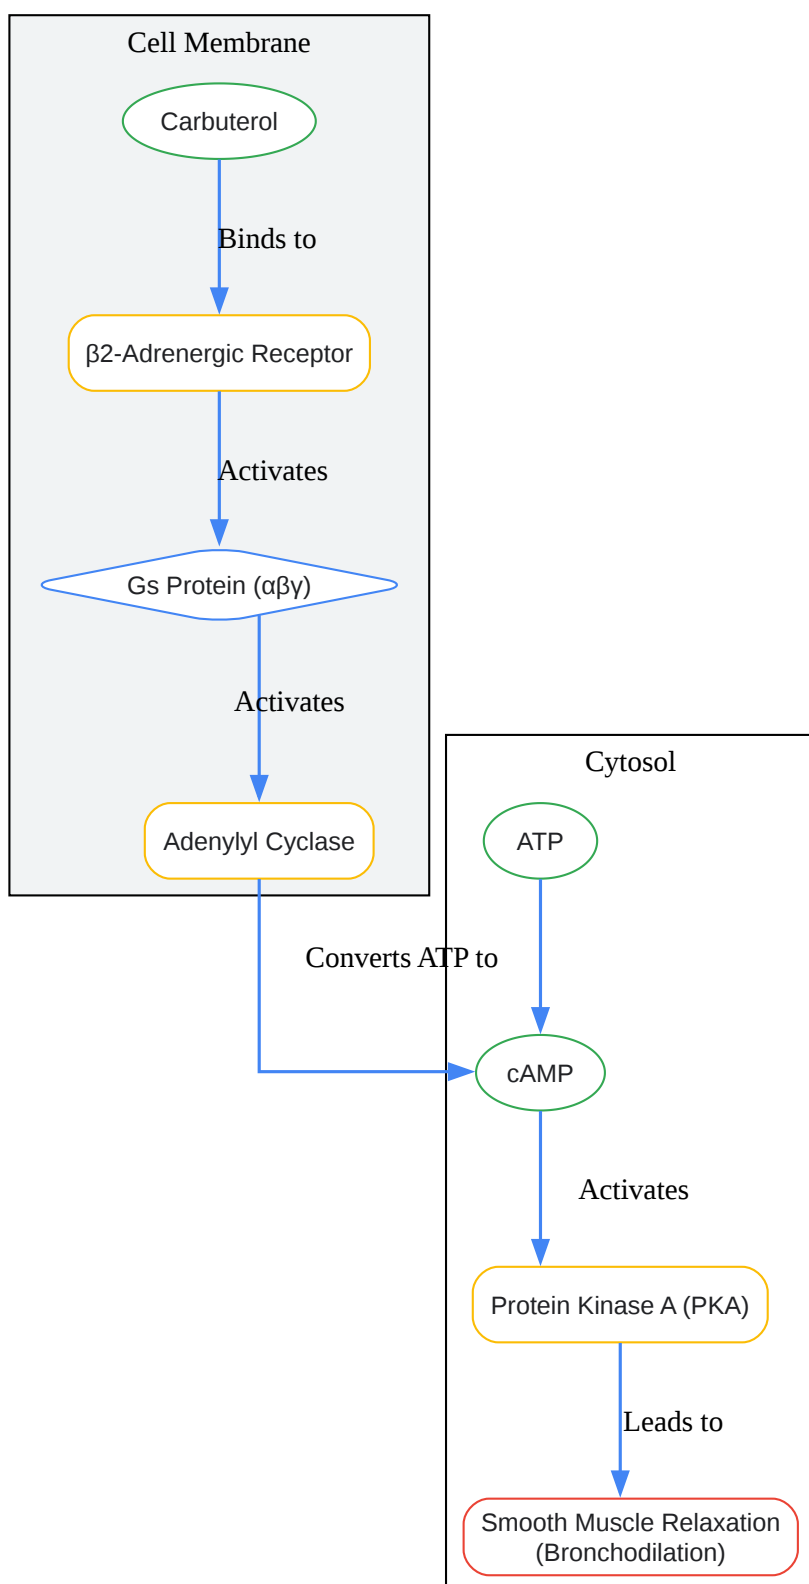 Cell Membrane
Carbuterol
Binds to
β2-Adrenergic Receptor
Activates
Gs Protein (αβγ)
Activates
Adenylyl Cyclase
Cytosol
ATP
Converts ATP to
cAMP
Activates
Protein Kinase A (PKA)
Leads to
Smooth Muscle Relaxation
(Bronchodilation)